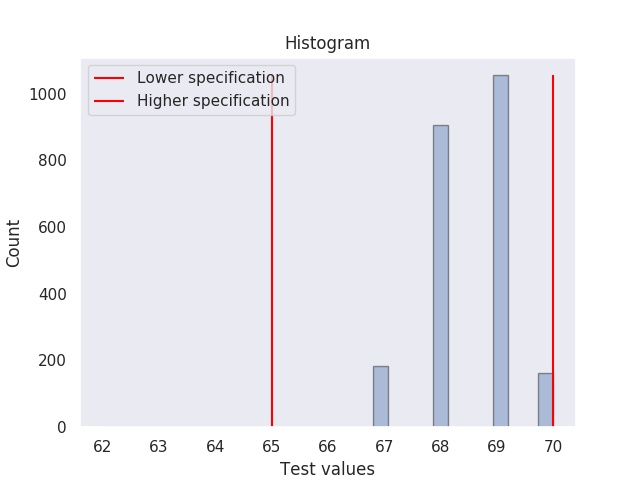 Histogram
Lower specification
Higher specification
1000
800
600
400
200
0
Count
62 63 64 65 66 67 68 69 70
Test values